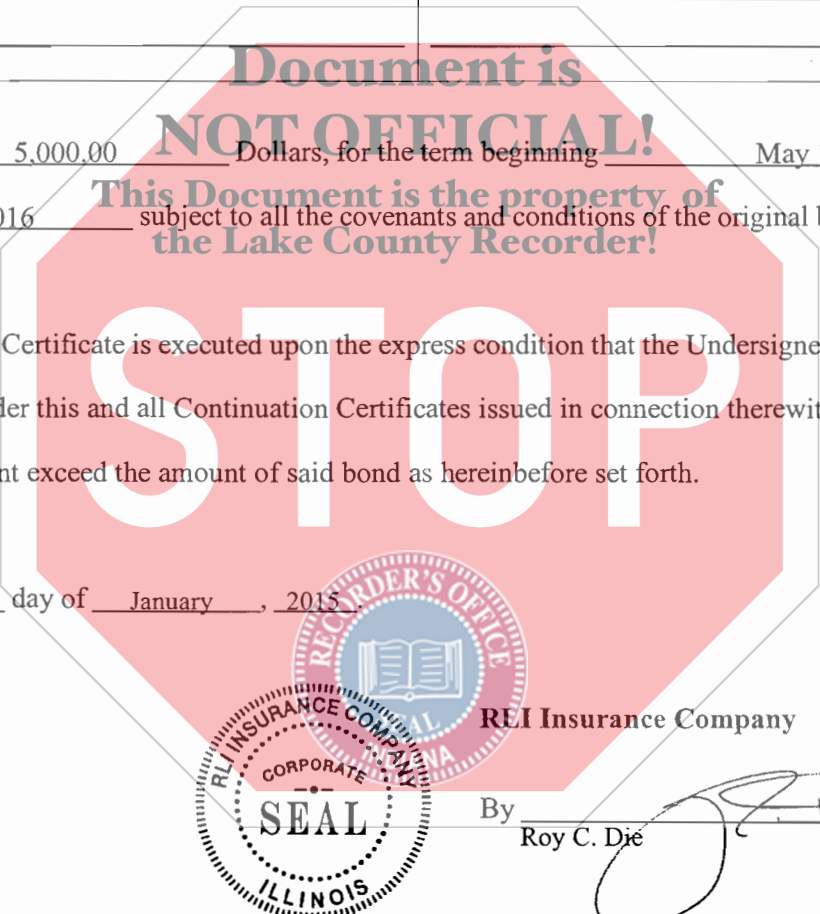 Document is
NOT OFFICIAL!
5,000.00 Dollars, for the term beginning May
This Document is the property of
016 subject to all the covenants and conditions of the original b
the Lake County Recorder!
STOP
Certificate is executed upon the express condition that the Undersigne
der this and all Continuation Certificates issued in connection therewit
nt exceed the amount of said bond as hereinbefore set forth.
day of January , 2015 .
RECORDER'S OFFICE
SEAL
INDIANA
RLI INSURANCE COMPANY
CORPORATE
SEAL
ILLINOIS
RLI Insurance Company
By
Roy C. Die